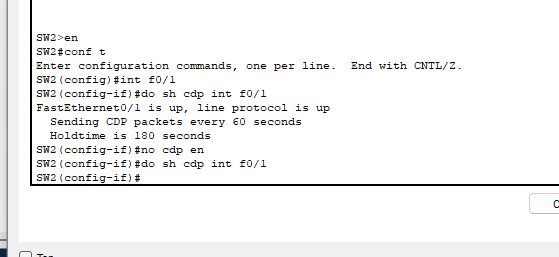 SW2>en
SW2#conf t
Enter configuration commands, one per line.  End with CNTL/Z.
SW2(config)#int f0/1
SW2(config-if)#do sh cdp int f0/1
FastEthernet0/1 is up, line protocol is up
  Sending CDP packets every 60 seconds
  Holdtime is 180 seconds
SW2(config-if)#no cdp en
SW2(config-if)#do sh cdp int f0/1
SW2(config-if)#